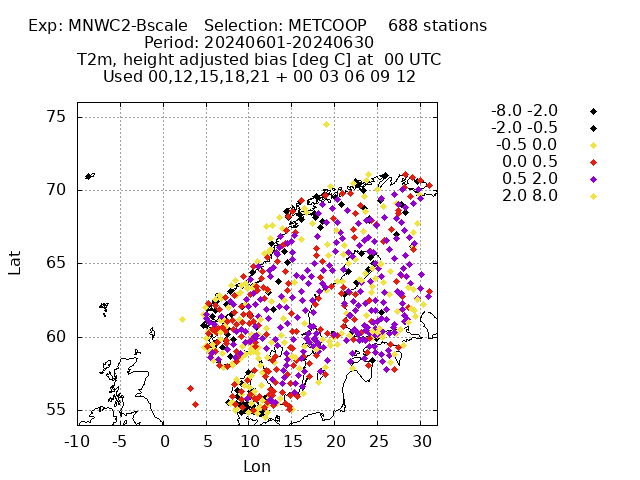 Exp: MNWC2-Bscale   Selection: METCOOP    688 stations
Period: 20240601-20240630
T2m, height adjusted bias [deg C] at  00 UTC
Used 00,12,15,18,21 + 00 03 06 09 12
-8.0 -2.0
-2.0 -0.5
-0.5 0.0
0.0 0.5
0.5 2.0
2.0 8.0
75
70
65
60
55
Lat
-10 -5 0 5 10 15 20 25 30
Lon